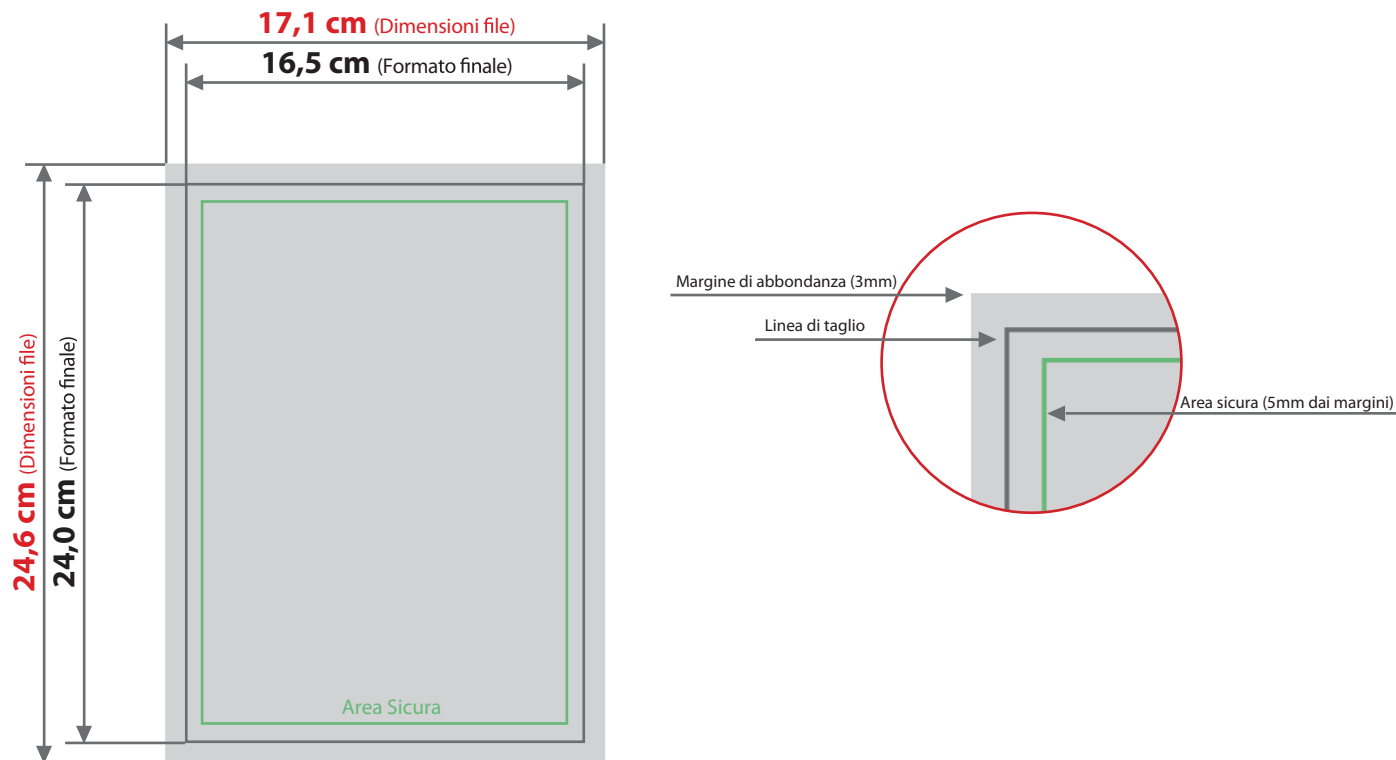 17,1 cm (Dimensioni file)
16,5 cm (Formato finale)
24,6 cm (Dimensioni file)
24,0 cm (Formato finale)
Area Sicura
Margine di abbondanza (3mm)
Linea di taglio
Area sicura (5mm dai margini)